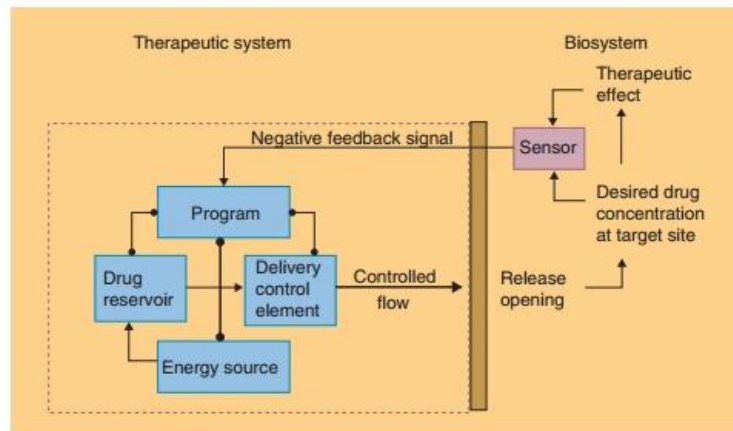 Therapeutic system
Biosystem
Therapeutic
effect
Negative feedback signal
Sensor
Program
Desired drug
concentration
at target site
Drug
reservoir
Delivery
control
element
Controlled
flow
Release
opening
Energy source